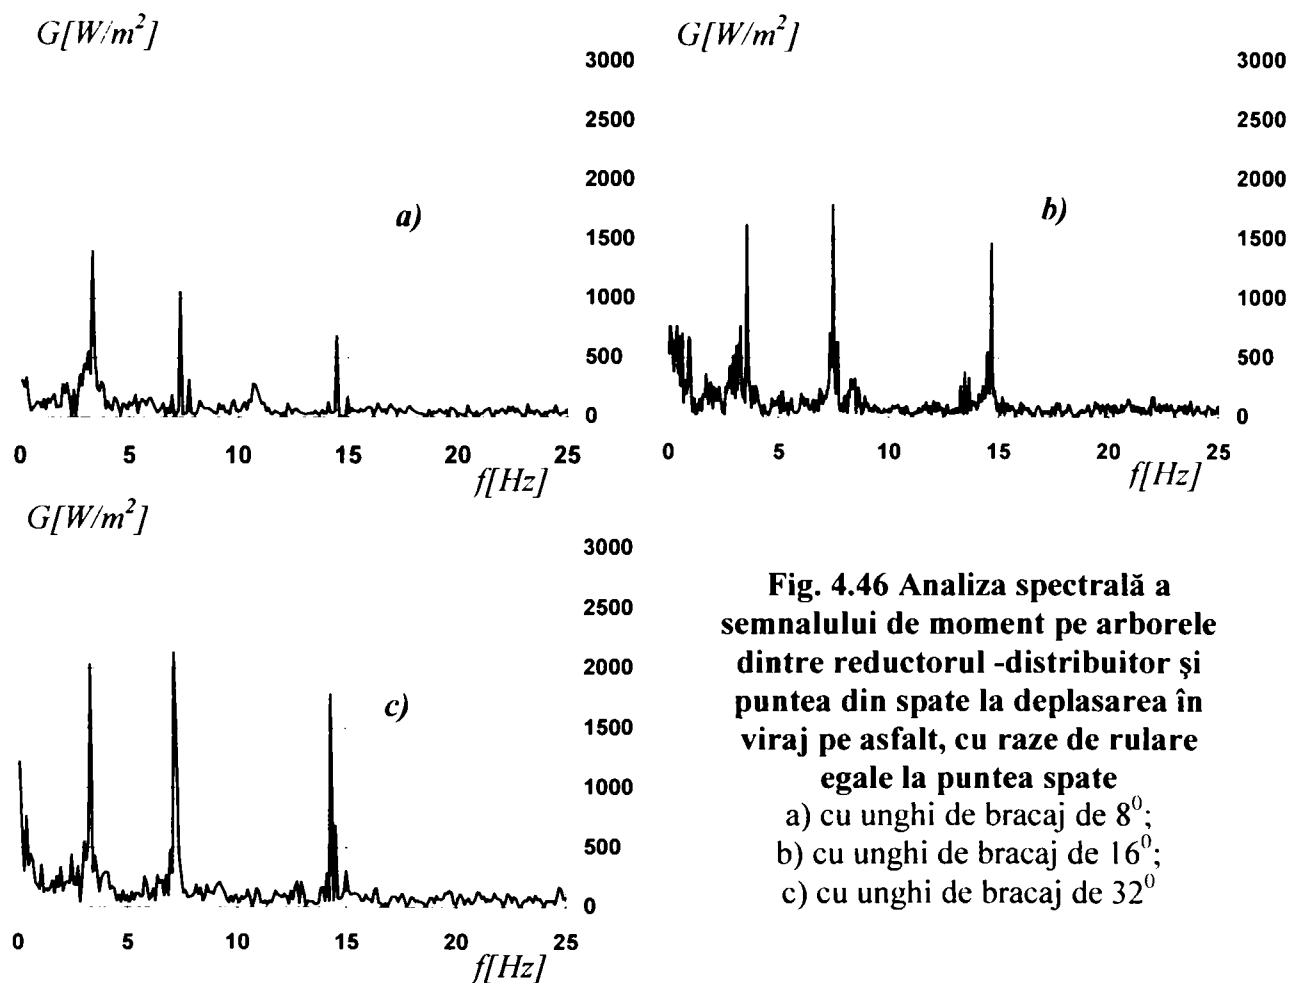 G[W/m²]
3000
2500
2000
1500
1000
500
0
a)
0 5 10 15 20 25
f[Hz]
G[W/m²]
3000
2500
2000
1500
1000
500
0
b)
0 5 10 15 20 25
f[Hz]
G[W/m²]
3000
2500
2000
1500
1000
500
0
c)
0 5 10 15 20 25
f[Hz]
Fig. 4.46 Analiza spectrală a
semnalului de moment pe arborele
dintre reductorul -distribuitor şi
puntea din spate la deplasarea în
viraj pe asfalt, cu raze de rulare
egale la puntea spate
a) cu unghi de bracaj de 8⁰;
b) cu unghi de bracaj de 16⁰;
c) cu unghi de bracaj de 32⁰